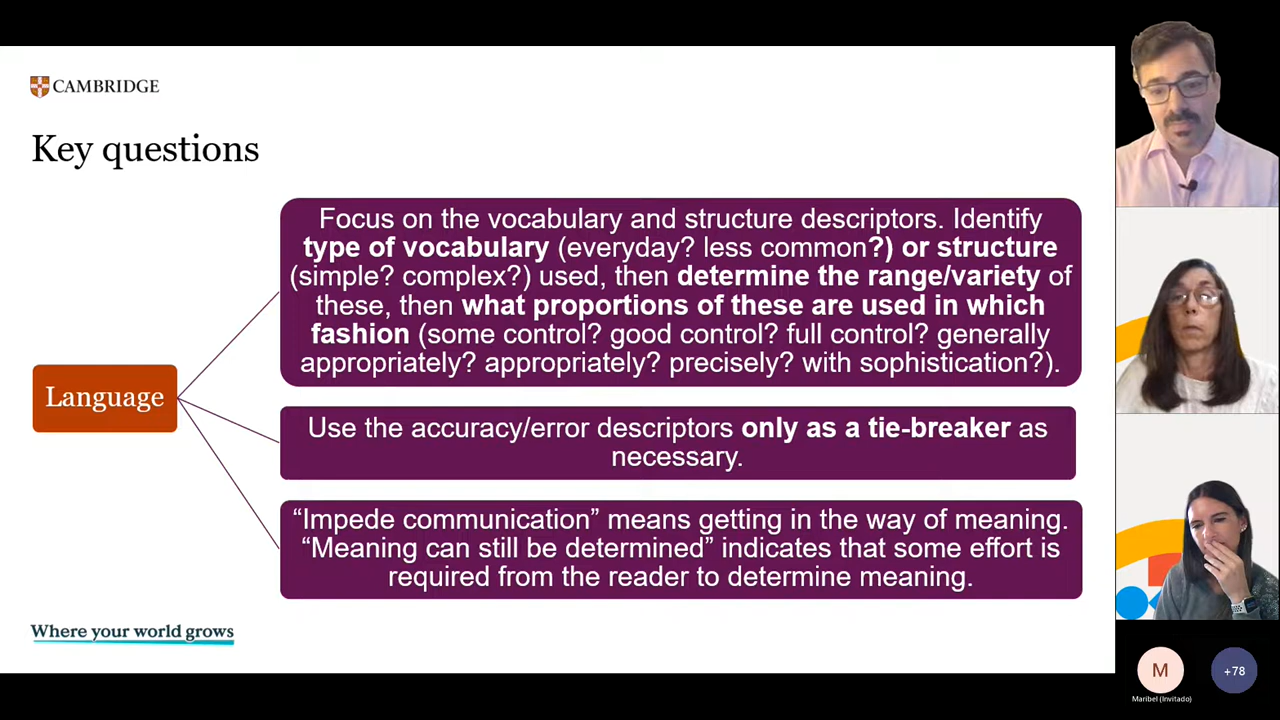 CAMBRIDGE
Key questions
Focus on the vocabulary and structure descriptors. Identify
type of vocabulary (everyday? less common?) or structure
(simple? complex?) used, then determine the range/variety of
these, then what proportions of these are used in which
fashion (some control? good control? full control? generally
appropriately? appropriately? precisely? with sophistication?).
Language
Use the accuracy/error descriptors only as a tie-breaker as
necessary.
“Impede communication” means getting in the way of meaning.
“Meaning can still be determined” indicates that some effort is
required from the reader to determine meaning.
Where your world grows
M
+78
Maribel (Invitado)